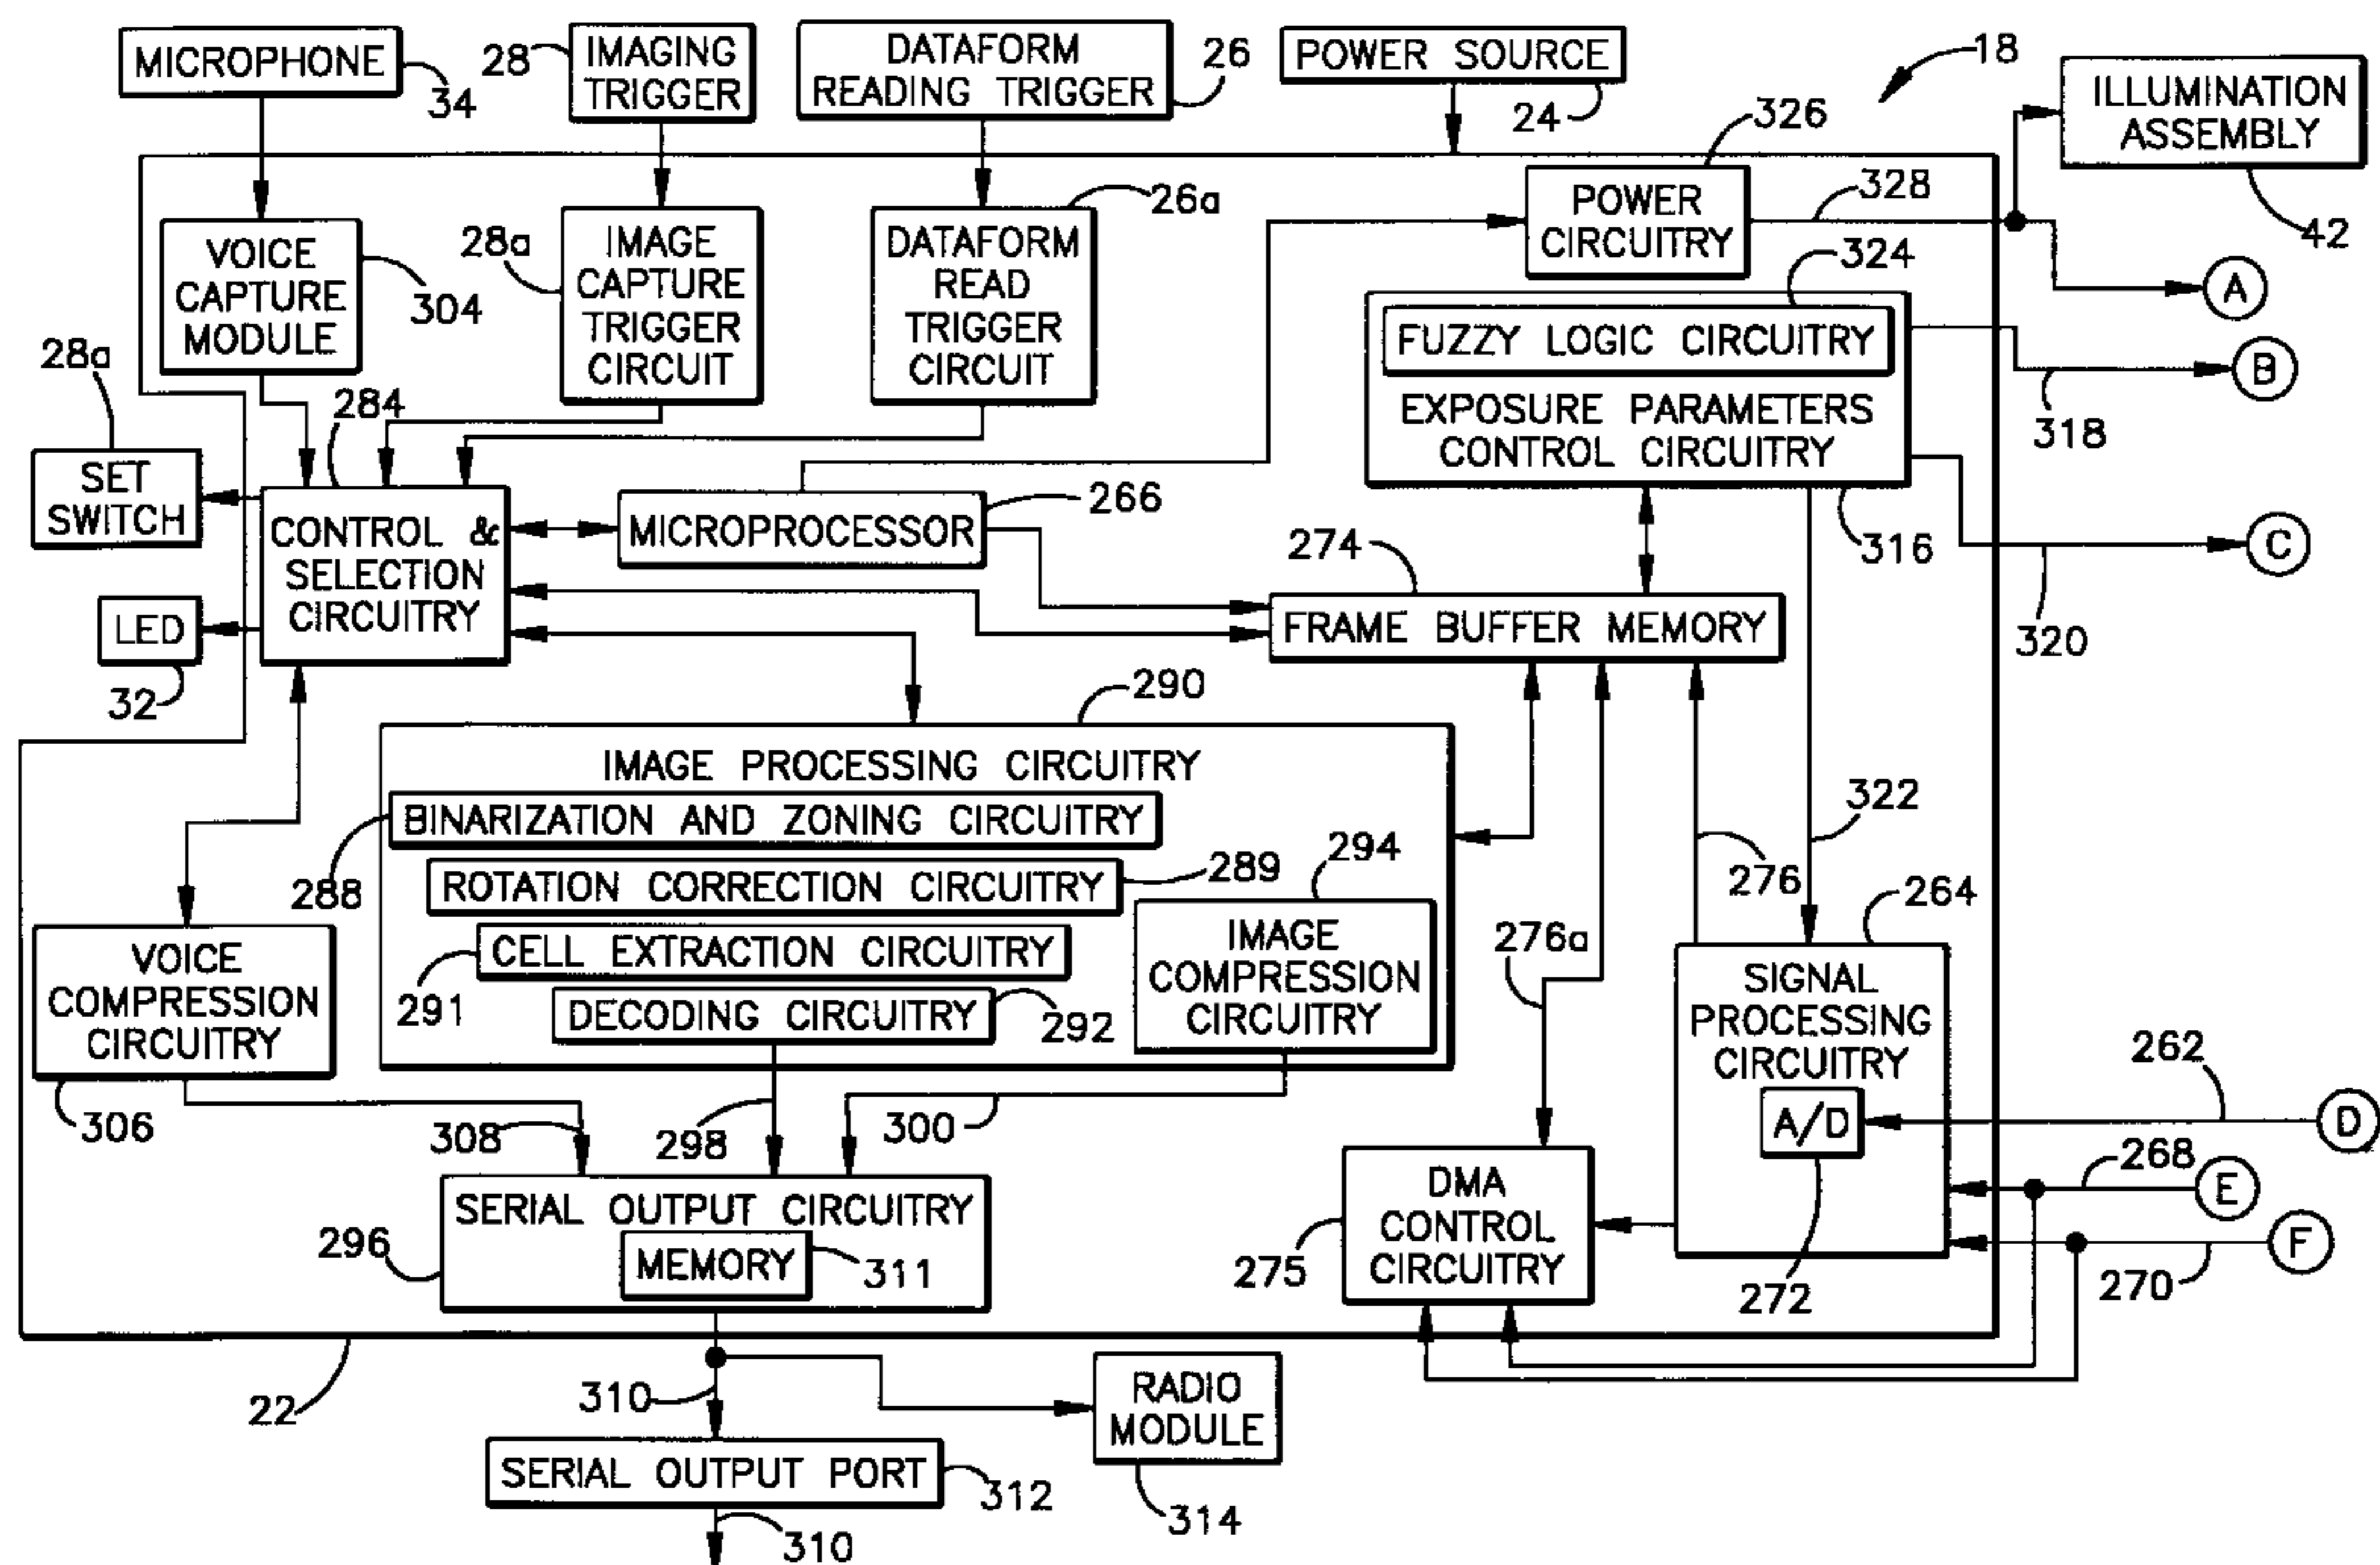 MICROPHONE
34
28
IMAGING
TRIGGER
DATAFORM
READING TRIGGER
26
POWER SOURCE
24
18
ILLUMINATION
ASSEMBLY
42
326
POWER
CIRCUITRY
328
26a
28a
VOICE
CAPTURE
MODULE
304
IMAGE
CAPTURE
TRIGGER
CIRCUIT
DATAFORM
READ
TRIGGER
CIRCUIT
324
A
FUZZY LOGIC CIRCUITRY
EXPOSURE PARAMETERS
CONTROL CIRCUITRY
B
318
28a
284
SET
SWITCH
CONTROL &
SELECTION
CIRCUITRY
MICROPROCESSOR
266
274
316
C
320
LED
32
FRAME BUFFER MEMORY
290
IMAGE PROCESSING CIRCUITRY
BINARIZATION AND ZONING CIRCUITRY
288
ROTATION CORRECTION CIRCUITRY
289
294
CELL EXTRACTION CIRCUITRY
291
DECODING CIRCUITRY
292
IMAGE
COMPRESSION
CIRCUITRY
276a
276
322
264
SIGNAL
PROCESSING
CIRCUITRY
A/D
272
262
D
268
E
F
270
VOICE
COMPRESSION
CIRCUITRY
306
308
298
300
SERIAL OUTPUT CIRCUITRY
MEMORY
296
311
DMA
CONTROL
CIRCUITRY
275
22
310
RADIO
MODULE
314
SERIAL OUTPUT PORT
312
310